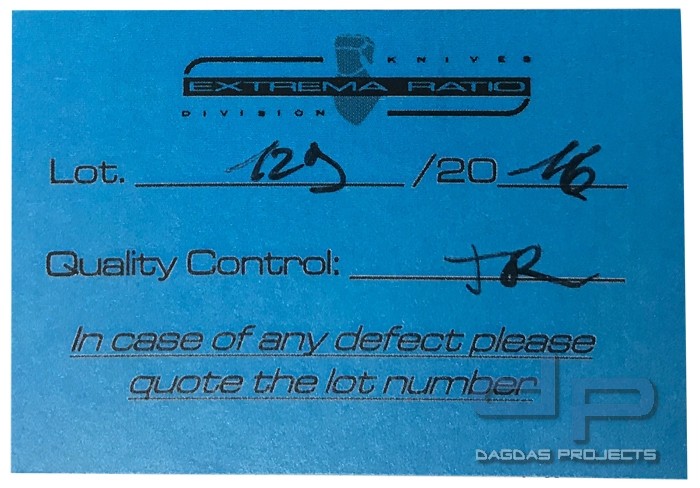 KNIVES
EXTREMA RATIO
DIVISION
Lot. 129 /20 16
Quality Control: JR
In case of any defect please
quote the lot number
dp
DAGDAS PROJECTS